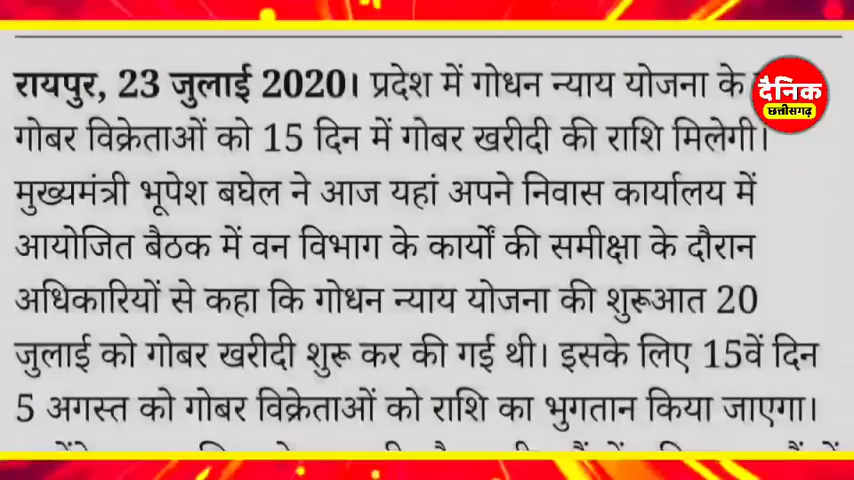 रायपुर, 23 जुलाई 2020। प्रदेश में गोधन न्याय योजना के
दैनिक
छत्तीसगढ़
गोबर विक्रेताओं को 15 दिन में गोबर खरीदी की राशि मिलेगी।
मुख्यमंत्री भूपेश बघेल ने आज यहां अपने निवास कार्यालय में
आयोजित बैठक में वन विभाग के कार्यों की समीक्षा के दौरान
अधिकारियों से कहा कि गोधन न्याय योजना की शुरूआत 20
जुलाई को गोबर खरीदी शुरू कर की गई थी। इसके लिए 15वें दिन
5 अगस्त को गोबर विक्रेताओं को राशि का भुगतान किया जाएगा।